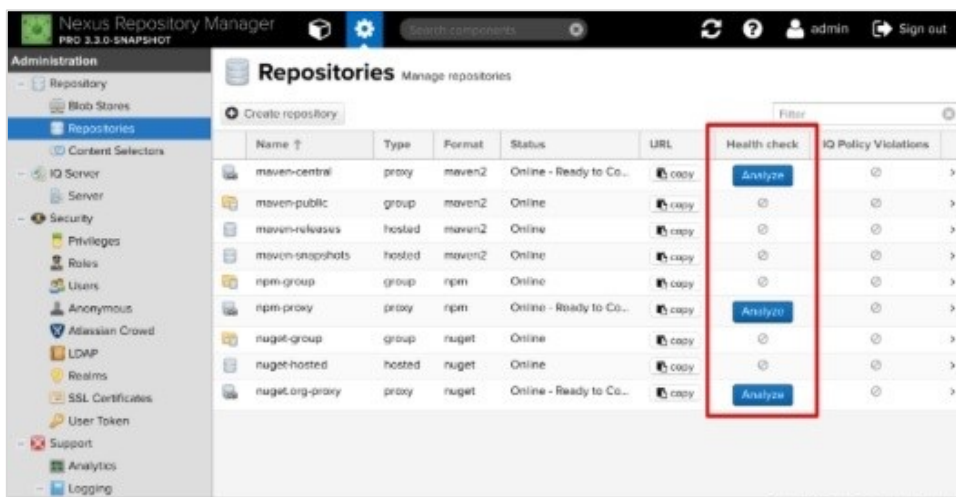 Nexus Repository Manager
PRO 3.3.0-SNAPSHOT
Search components
admin
Sign out
Administration
Repository
Blob Stores
Repositories
Content Selectors
IQ Server
Server
Security
Privileges
Roles
Users
Anonymous
Atlassian Crowd
LDAP
Realms
SSL Certificates
User Token
Support
Analytics
Logging
Repositories Manage repositories
Create repository
Filter
Name Type Format Status URL Health check IQ Policy Violations
maven-central proxy maven2 Online - Ready to Co... copy Analyze
maven-public group maven2 Online copy
maven-releases hosted maven2 Online copy
maven-snapshots hosted maven2 Online copy
npm-group group npm Online copy
npm-proxy proxy npm Online - Ready to Co... copy Analyze
nuget-group group nuget Online copy
nuget-hosted hosted nuget Online copy
nuget.org-proxy proxy nuget Online - Ready to Co... copy Analyze